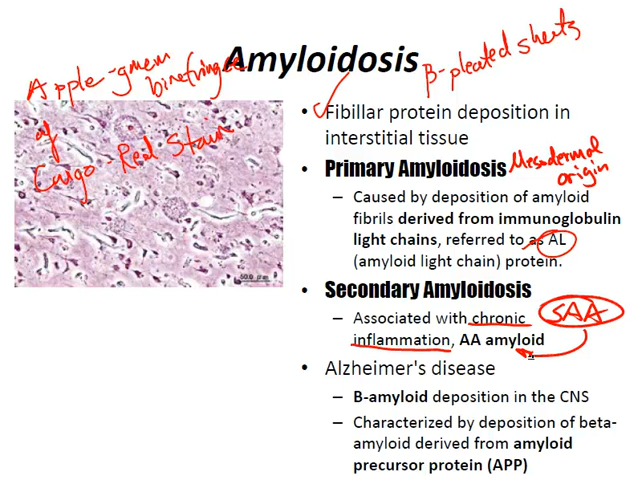 Amyloidosis
Apple-green
birefringence
of
Congo-Red Stain
B-pleated sheets
• Fibillar protein deposition in
interstitial tissue
Primary Amyloidosis
Mesodermal
origin
– Caused by deposition of amyloid
fibrils derived from immunoglobulin
light chains, referred to as AL
(amyloid light chain) protein.
• Secondary Amyloidosis
SAA
– Associated with chronic
inflammation, AA amyloid
• Alzheimer's disease
– B-amyloid deposition in the CNS
– Characterized by deposition of beta-
amyloid derived from amyloid
precursor protein (APP)